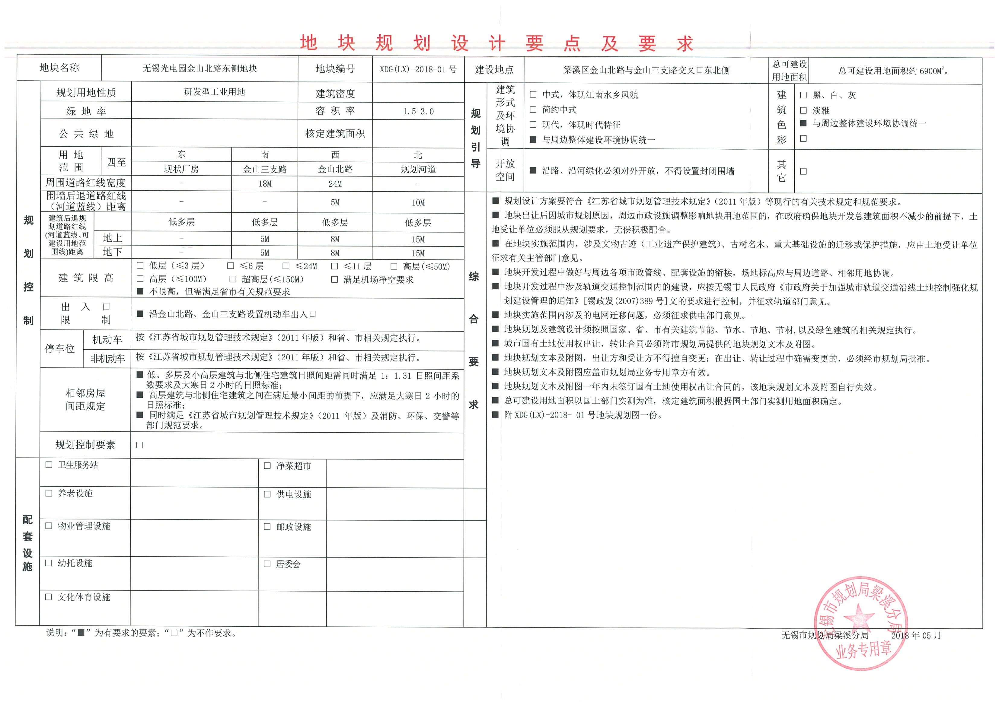 地块规划设计要点及要求
地块名称 无锡光电园金山北路东侧地块 地块编号 XDG(LX)-2018-01 号 建设地点 梁溪区金山北路与金山三支路交叉口东北侧 总可建设用地面积 总可建设用地面积约 6900M²。
规划控制
规划用地性质 研发型工业用地 建筑密度
绿地率 容积率 1.5-3.0
公共绿地 核定建筑面积
用地范围 四至 东 南 西 北
现状厂房 金山三支路 金山北路 规划河道
周围道路红线宽度 - 18M 24M -
围墙后退道路红线
（河道蓝线）距离 - - 5M 10M
建筑后退规
划道路红线
(河道蓝线、可
建设用地范
围线)距离
低多层 低多层 低多层 低多层
地上 - 5M 8M 15M
地下 - 5M 8M 15M
建筑限高
□ 低层（≤3 层） □ ≤6 层 □ ≤24M □ ≤11 层 □ 高层(≤50M)
□ 高层（≤100M） □ 超高层(≤150M) □ 满足机场净空要求
■ 不限高，但需满足省市有关规范要求
出入口
限制
■ 沿金山北路、金山三支路设置机动车出入口
停车位
机动车 按《江苏省城市规划管理技术规定》（2011 年版）和省、市相关规定执行。
非机动车 按《江苏省城市规划管理技术规定》（2011 年版）和省、市相关规定执行。
相邻房屋
间距规定
■ 低、多层及小高层建筑与北侧住宅建筑日照间距需同时满足 1：1.31 日照间距系
数要求及大寒日 2 小时的日照标准；
■ 高层建筑与北侧住宅建筑之间在满足最小间距的前提下，应满足大寒日 2 小时的
日照标准；
■ 同时满足《江苏省城市规划管理技术规定》（2011 年版）及消防、环保、交警等
部门规范要求。
规划控制要素 □
配套设施
□ 卫生服务站 □ 净菜超市
□ 养老设施 □ 供电设施
□ 物业管理设施 □ 邮政设施
□ 幼托设施 □ 居委会
□ 文化体育设施
规划引导
建筑
形式
及环
境协
调
□ 中式，体现江南水乡风貌
□ 简约中式
□ 现代，体现时代特征
■ 与周边整体建设环境协调统一
建筑色彩
□ 黑、白、灰
□ 淡雅
■ 与周边整体建设环境协调统一
□
开放
空间
■ 沿路、沿河绿化必须对外开放，不得设置封闭围墙
其它
□
综合要求
■ 规划设计方案要符合《江苏省城市规划管理技术规定》（2011 年版）等现行的有关技术规定和规范要求。
■ 地块出让后因城市规划原因，周边市政设施调整影响地块用地范围的，在政府确保地块开发总建筑面积不减少的前提下，土
地受让单位必须服从规划要求，无偿积极配合。
■ 在地块实施范围内，涉及文物古迹（工业遗产保护建筑）、古树名木、重大基础设施的迁移或保护措施，应由土地受让单位
征求有关主管部门意见。
■ 地块开发过程中做好与周边各项市政管线、配套设施的衔接，场地标高应与周边道路、相邻用地协调。
■ 地块开发过程中涉及轨道交通控制范围内的建设，应按无锡市人民政府《市政府关于加强城市轨道交通沿线土地控制强化规
划建设管理的通知》[锡政发(2007)389 号]文的要求进行控制，并征求轨道部门意见。
■ 地块实施范围内涉及的电网迁移问题，必须征求供电部门意见。
■ 地块规划及建筑设计须按照国家、省、市有关建筑节能、节水、节地、节材,以及绿色建筑的相关规定执行。
■ 城市国有土地使用权出让，转让合同必须附市规划局提供的地块规划文本及附图。
■ 地块规划文本及附图，出让方和受让方不得擅自变更；在出让、转让过程中确需变更的，必须经市规划局批准。
■ 地块规划文本及附图应盖市规划局业务专用章方有效。
■ 地块规划文本及附图一年内未签订国有土地使用权出让合同的，该地块规划文本及附图自行失效。
■ 总可建设用地面积以国土部门实测为准，核定建筑面积根据国土部门实测用地面积确定。
■ 附 XDG(LX)-2018- 01 号地块规划图一份。
说明：“■”为有要求的要素；“□”为不作要求。
无锡市规划局梁溪分局 2018 年 05 月
无锡市规划局梁溪分局
业务专用章